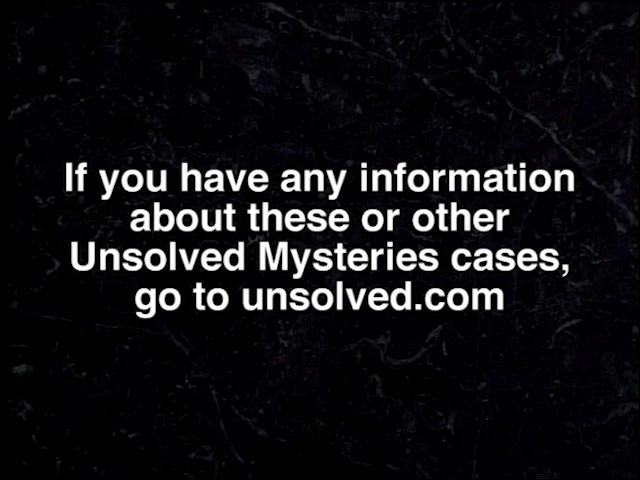 If you have any information
about these or other
Unsolved Mysteries cases,
go to unsolved.com